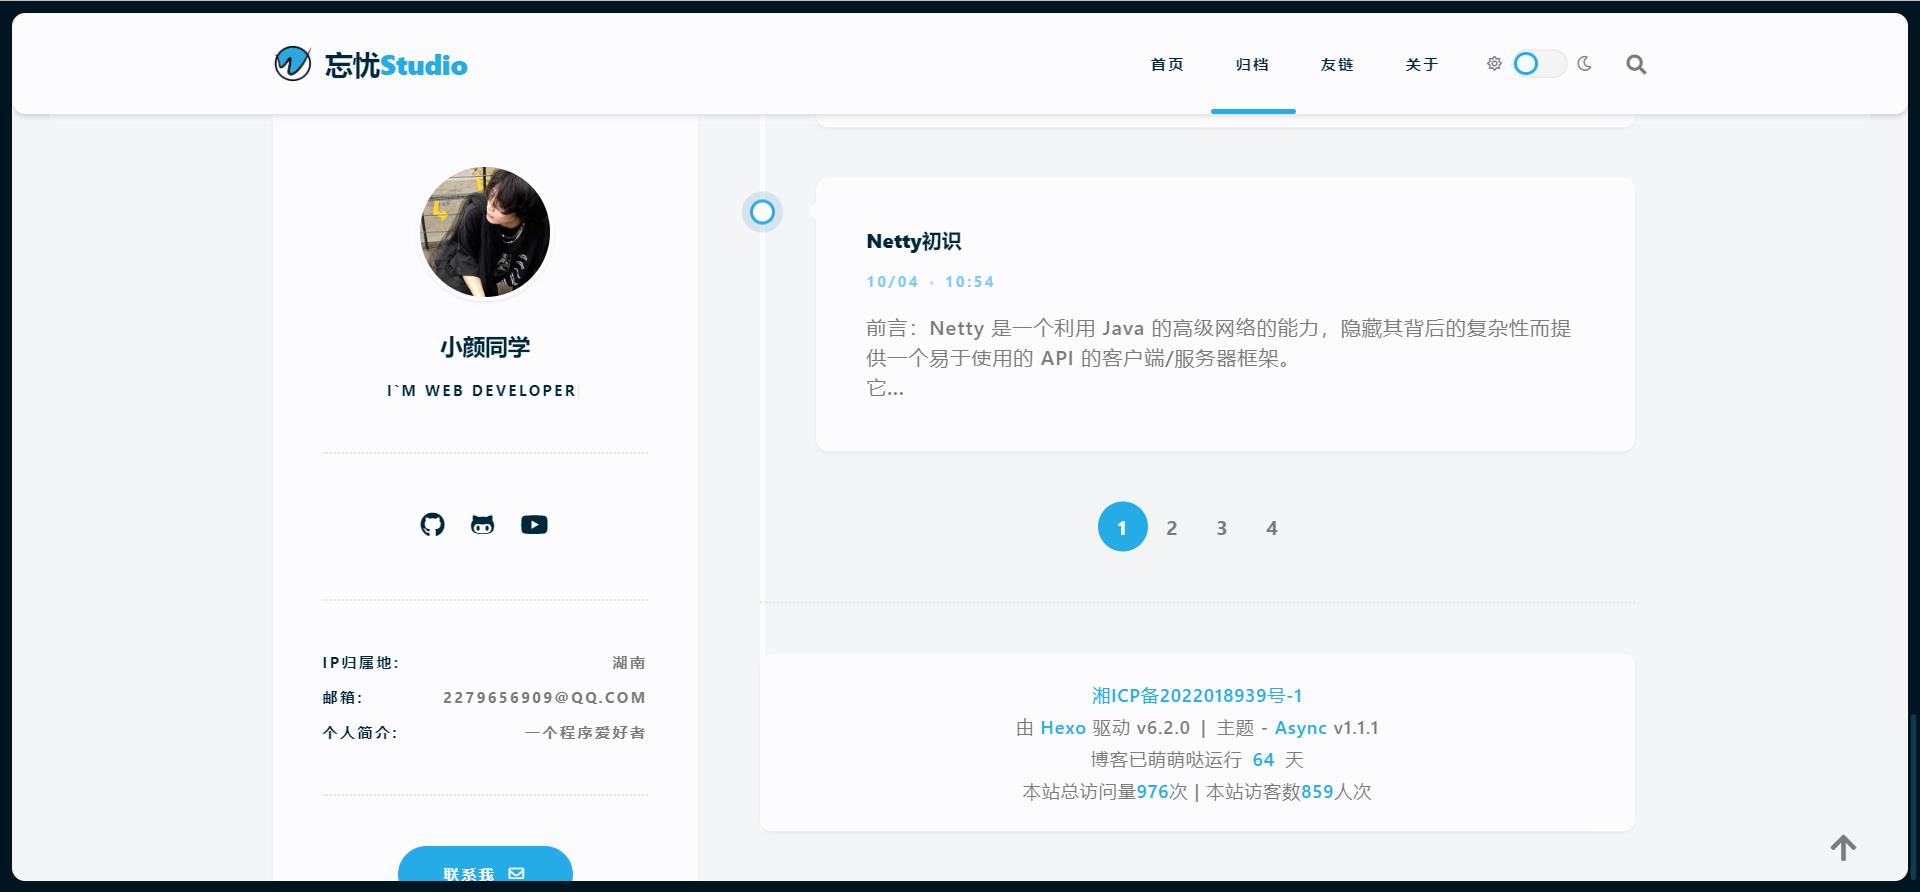 忘忧Studio
首页
归档
友链
关于
小颜同学
I`M WEB DEVELOPER
IP归属地:
湖南
邮箱:
2279656909@QQ.COM
个人简介:
一个程序爱好者
联系我
Netty初识
10/04 • 10:54
前言：Netty 是一个利用 Java 的高级网络的能力，隐藏其背后的复杂性而提
供一个易于使用的 API 的客户端/服务器框架。
它...
1
2
3
4
湘ICP备2022018939号-1
由 Hexo 驱动 v6.2.0 | 主题 - Async v1.1.1
博客已萌萌哒运行 64 天
本站总访问量976次 | 本站访客数859人次